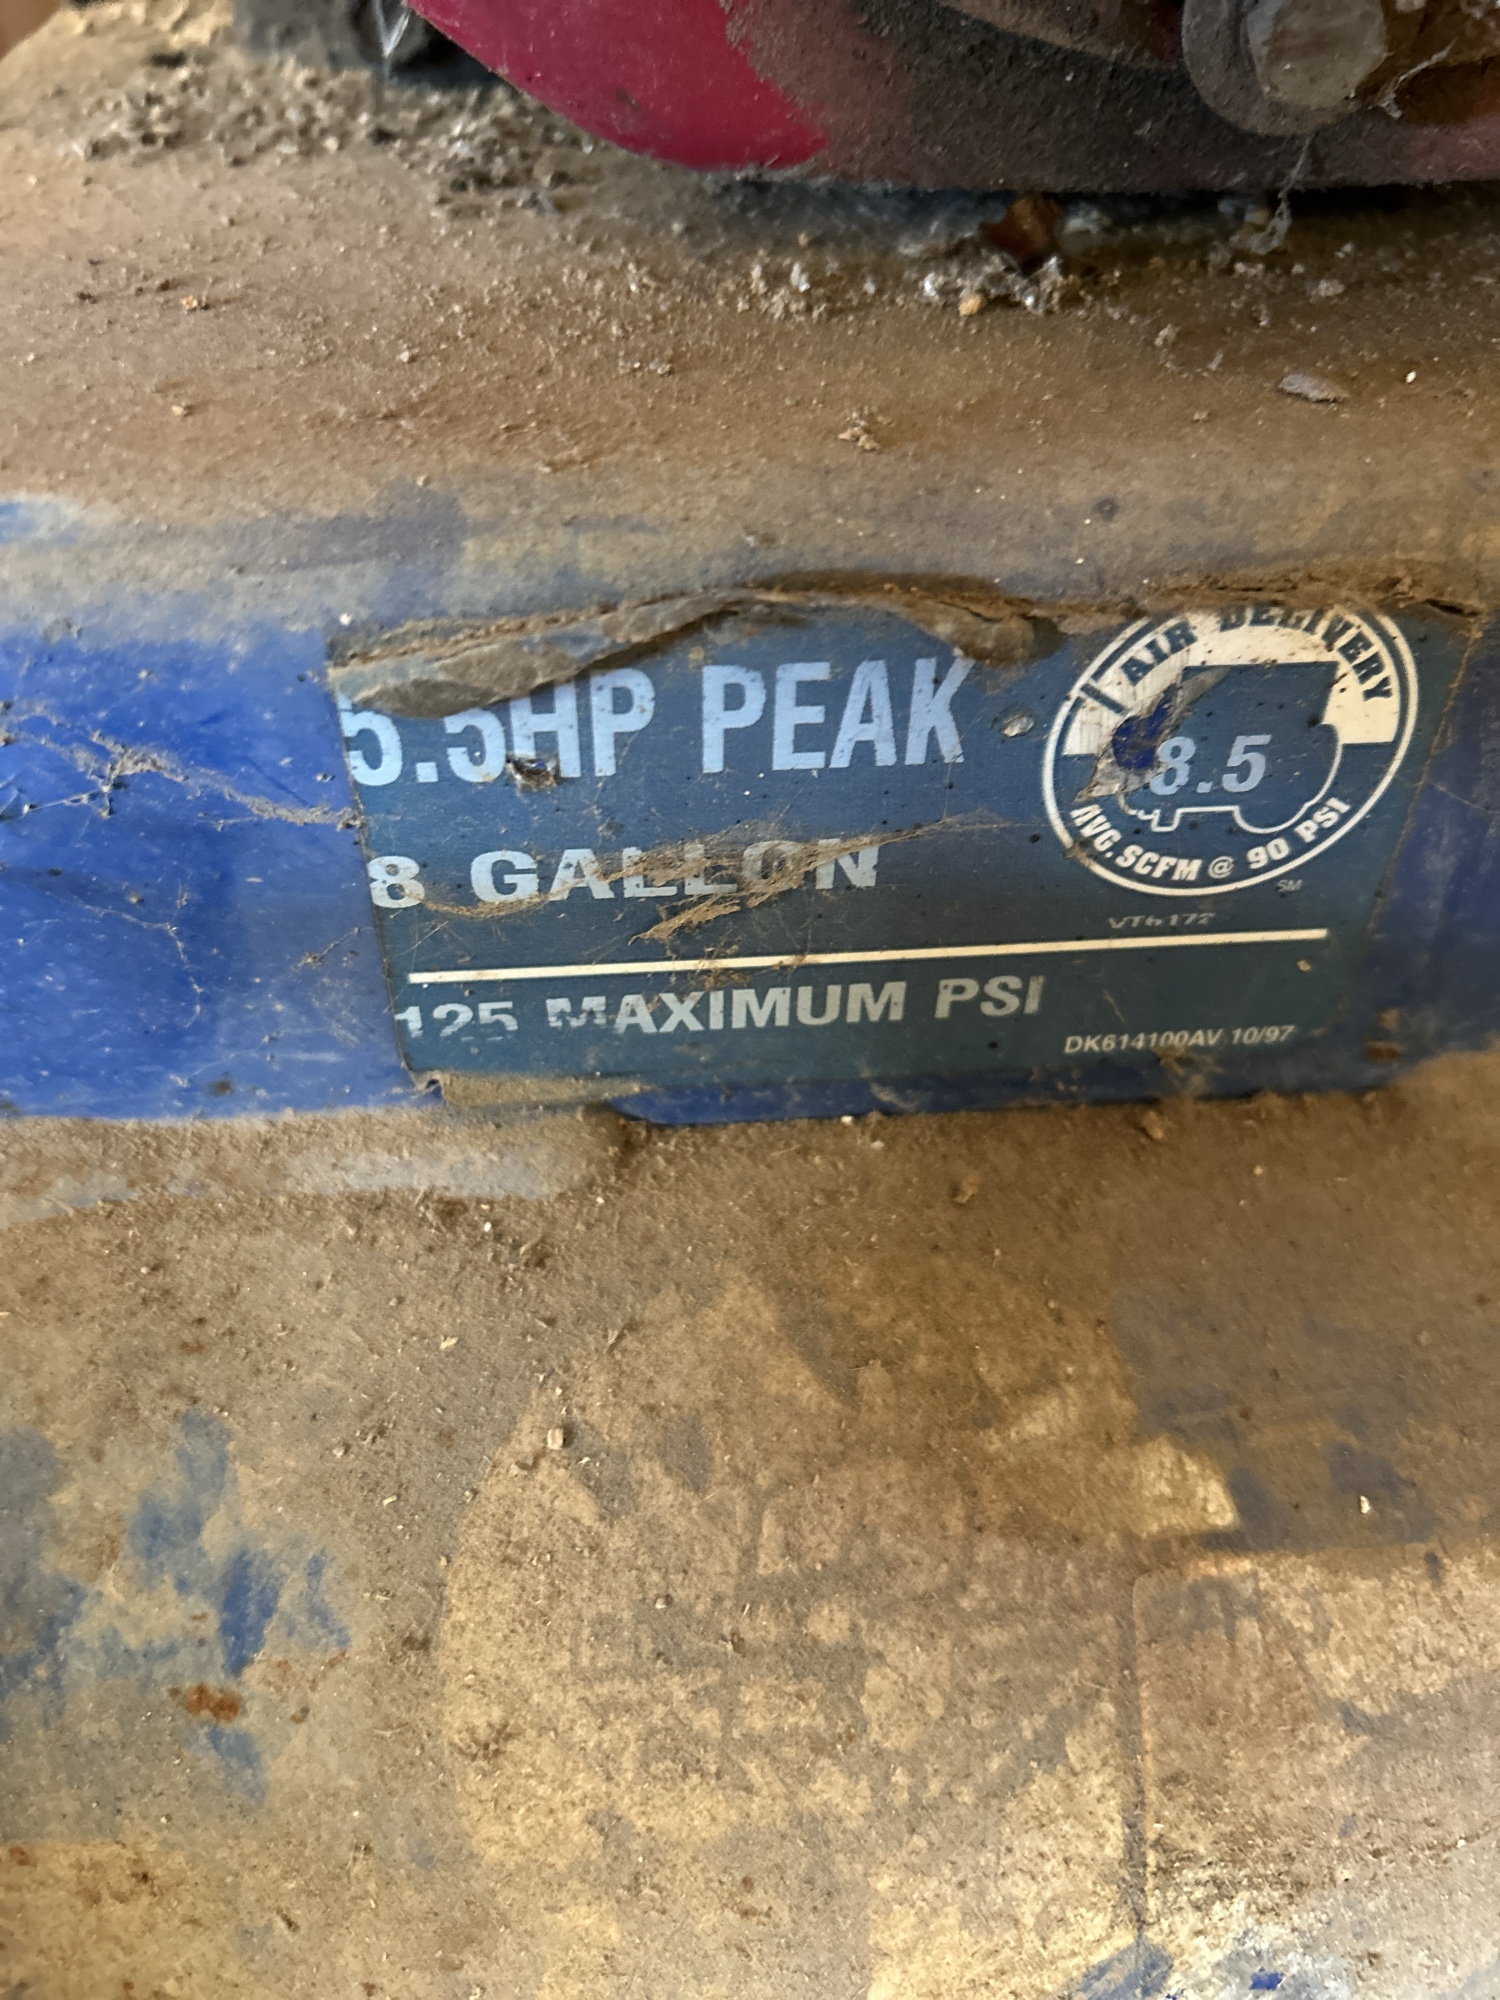 AIR DELIVERY
5.5HP PEAK
8.5
8 GALLON
AVG. SCFM @ 90 PSI
SM
VT6172
125 MAXIMUM PSI
DK614100AV 10/97